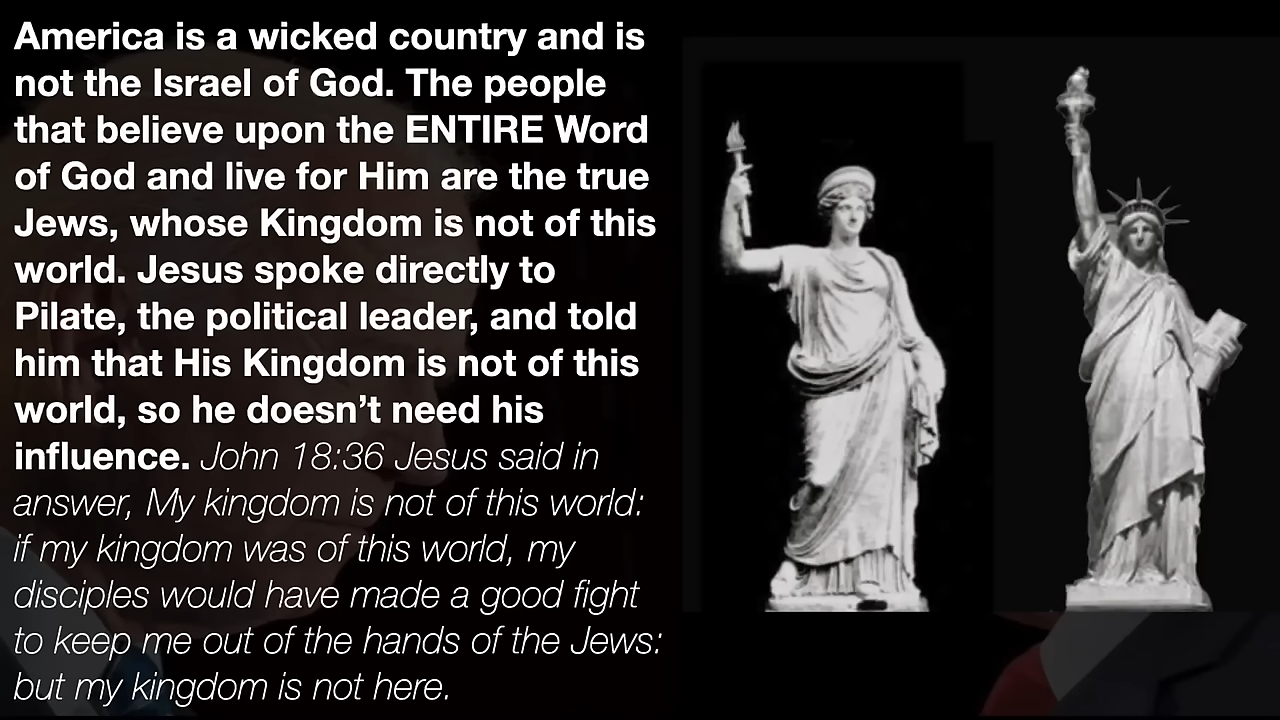 America is a wicked country and is
not the Israel of God. The people
that believe upon the ENTIRE Word
of God and live for Him are the true
Jews, whose Kingdom is not of this
world. Jesus spoke directly to
Pilate, the political leader, and told
him that His Kingdom is not of this
world, so he doesn’t need his
influence. John 18:36 Jesus said in
answer, My kingdom is not of this world:
if my kingdom was of this world, my
disciples would have made a good fight
to keep me out of the hands of the Jews:
but my kingdom is not here.